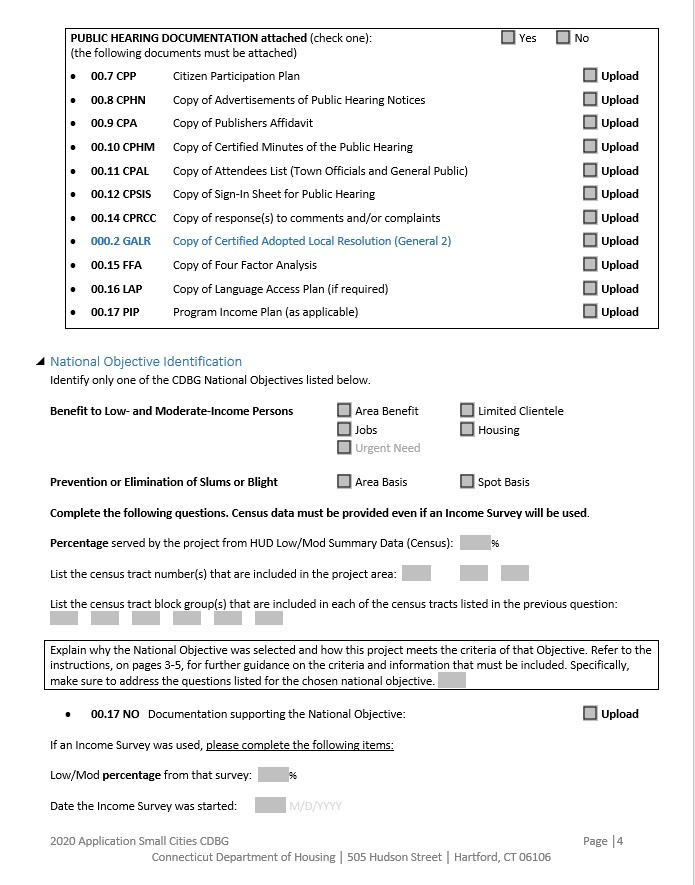 PUBLIC HEARING DOCUMENTATION attached (check one): Yes No
(the following documents must be attached)
• 00.7 CPP Citizen Participation Plan Upload
• 00.8 CPHN Copy of Advertisements of Public Hearing Notices Upload
• 00.9 CPA Copy of Publishers Affidavit Upload
• 00.10 CPHM Copy of Certified Minutes of the Public Hearing Upload
• 00.11 CPAL Copy of Attendees List (Town Officials and General Public) Upload
• 00.12 CPSIS Copy of Sign-In Sheet for Public Hearing Upload
• 00.14 CPRCC Copy of response(s) to comments and/or complaints Upload
• 000.2 GALR Copy of Certified Adopted Local Resolution (General 2) Upload
• 00.15 FFA Copy of Four Factor Analysis Upload
• 00.16 LAP Copy of Language Access Plan (if required) Upload
• 00.17 PIP Program Income Plan (as applicable) Upload
National Objective Identification
Identify only one of the CDBG National Objectives listed below.
Benefit to Low- and Moderate-Income Persons Area Benefit Limited Clientele
Jobs Housing
Urgent Need
Prevention or Elimination of Slums or Blight Area Basis Spot Basis
Complete the following questions. Census data must be provided even if an Income Survey will be used.
Percentage served by the project from HUD Low/Mod Summary Data (Census): %
List the census tract number(s) that are included in the project area:
List the census tract block group(s) that are included in each of the census tracts listed in the previous question:
Explain why the National Objective was selected and how this project meets the criteria of that Objective. Refer to the
instructions, on pages 3-5, for further guidance on the criteria and information that must be included. Specifically,
make sure to address the questions listed for the chosen national objective.
• 00.17 NO Documentation supporting the National Objective: Upload
If an Income Survey was used, please complete the following items:
Low/Mod percentage from that survey: %
Date the Income Survey was started: M/D/YYYY
2020 Application Small Cities CDBG Page |4
Connecticut Department of Housing | 505 Hudson Street | Hartford, CT 06106